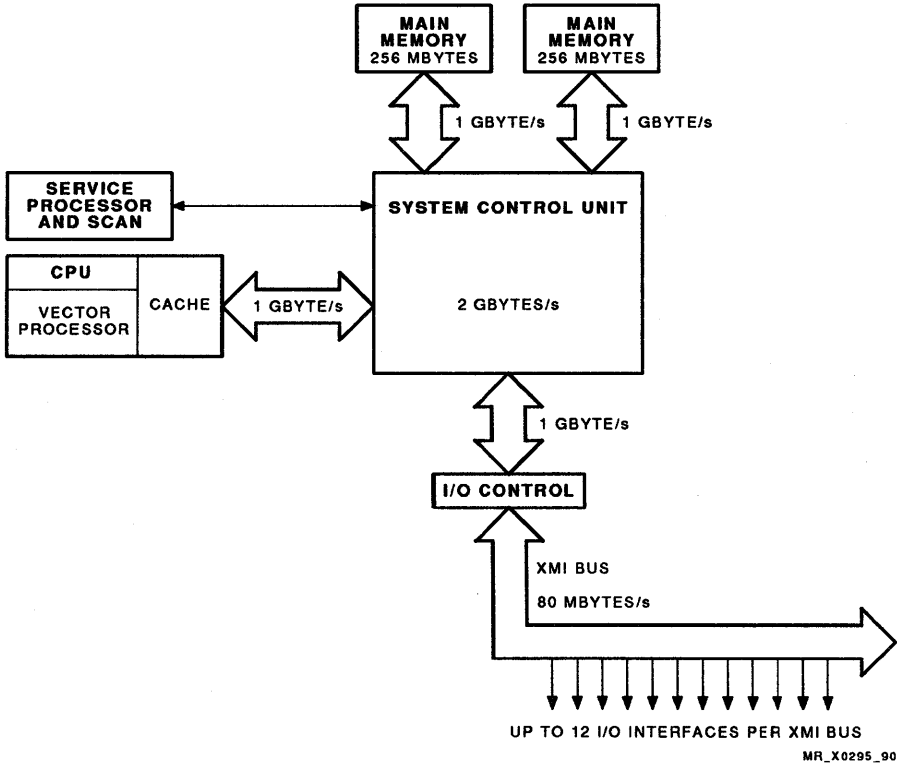 MAIN
MEMORY
256 MBYTES
MAIN
MEMORY
256 MBYTES
1 GBYTE/s
1 GBYTE/s
SERVICE
PROCESSOR
AND SCAN
SYSTEM CONTROL UNIT
CPU
VECTOR
PROCESSOR
CACHE
1 GBYTE/s
2 GBYTES/s
1 GBYTE/s
I/O CONTROL
XMI BUS
80 MBYTES/s
UP TO 12 I/O INTERFACES PER XMI BUS
MR_X0295_90